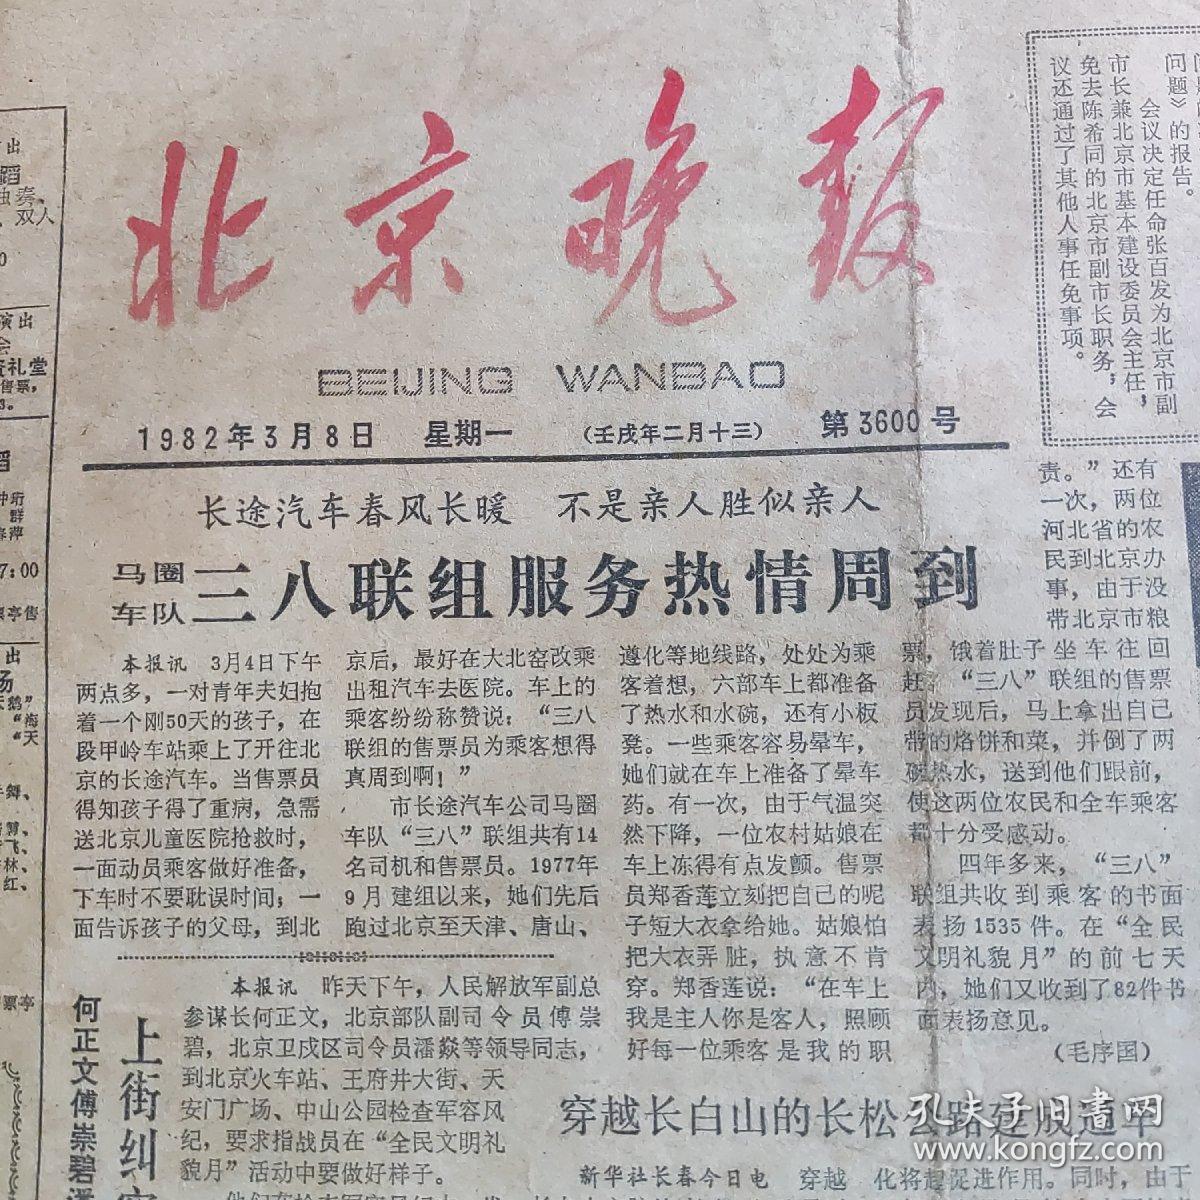 北京晚报
BEIJING WANBAO
1982年3月8日 星期一 （壬戌年二月十三） 第3600号
长途汽车春风长暖 不是亲人胜似亲人
马圈
车队
三八联组服务热情周到
本报讯 3月4日下午
两点多，一对青年夫妇抱
着一个刚50天的孩子，在
段甲岭车站乘上了开往北
京的长途汽车。当售票员
得知孩子得了重病，急需
送北京儿童医院抢救时，
一面动员乘客做好准备，
下车时不要耽误时间；一
面告诉孩子的父母，到北
京后，最好在大北窑改乘
出租汽车去医院。车上的
乘客纷纷称赞说：“三八
联组的售票员为乘客想得
真周到啊！”
市长途汽车公司马圈
车队“三八”联组共有14
名司机和售票员。1977年
9月建组以来，她们先后
跑过北京至天津、唐山、
遵化等地线路，处处为乘
客着想，六部车上都准备
了热水和水碗，还有小板
凳。一些乘客容易晕车，
她们就在车上准备了晕车
药。有一次，由于气温突
然下降，一位农村姑娘在
车上冻得有点发颤。售票
员郑香莲立刻把自己的呢
子短大衣拿给她。姑娘怕
把大衣弄脏，执意不肯
穿。郑香莲说：“在车上
我是主人你是客人，照顾
好每一位乘客是我的职
责。”还有
一次，两位
河北省的农
民到北京办
事，由于没
带北京市粮
票，饿着肚子坐车往回
赶。“三八”联组的售票
员发现后，马上拿出自己
带的烙饼和菜，并倒了两
碗热水，送到他们跟前，
使这两位农民和全车乘客
都十分受感动。
四年多来，“三八”
联组共收到乘客的书面
表扬1535件。在“全民
文明礼貌月”的前七天
内，她们又收到了82件书
面表扬意见。
（毛序国）
问题》的报告。
会议决定任命张百发为北京市副
市长兼北京市基本建设委员会主任，
免去陈希同的北京市副市长职务，会
议还通过了其他人事任免事项。
上街纠
何正文傅崇碧潘
本报讯 昨天下午，人民解放军副总
参谋长何正文，北京部队副司令员傅崇
碧，北京卫戍区司令员潘焱等领导同志，
到北京火车站、王府井大街、天
安门广场、中山公园检查军容风
纪，要求指战员在“全民文明礼
貌月”活动中要做好样子。
穿越长白山的长松公路建成通车
新华社长春今日电 穿越
化将起促进作用。同时，由于
孔夫子旧书网
www.kongfz.com